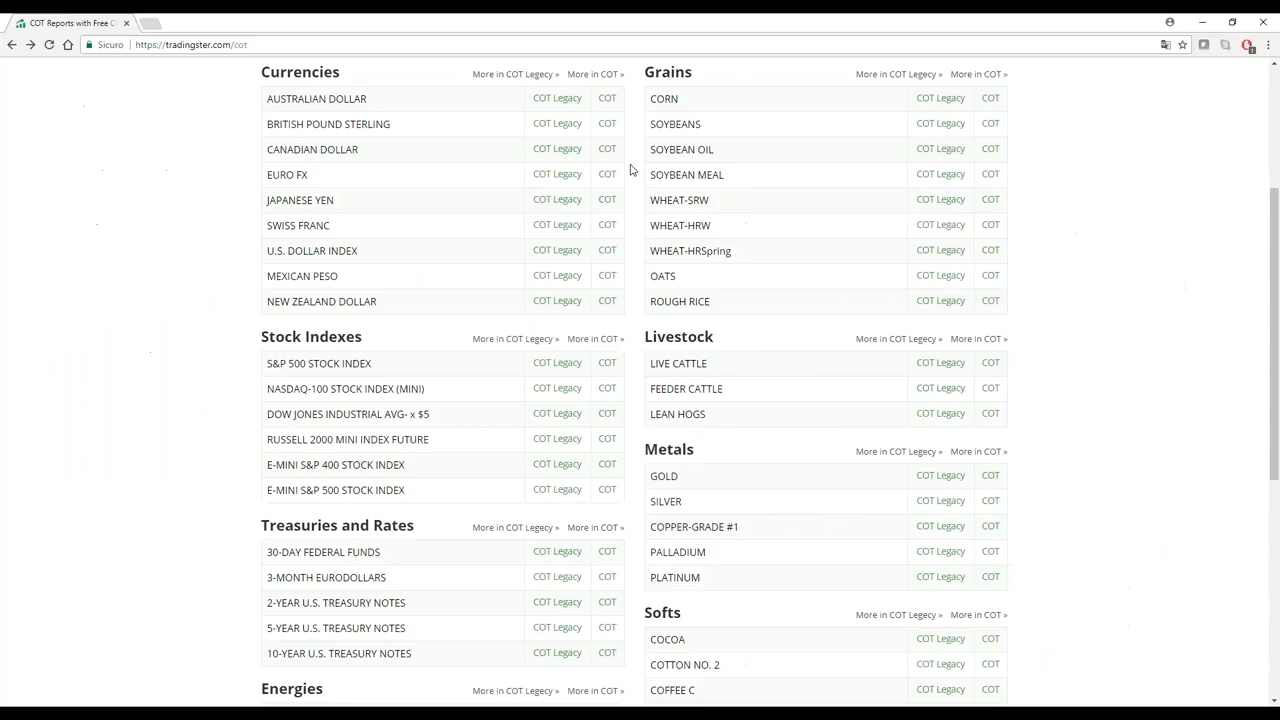 COT Reports with Free C
Sicuro https://tradingster.com/cot
1
Currencies More in COT Legecy » More in COT »
AUSTRALIAN DOLLAR COT Legacy COT
BRITISH POUND STERLING COT Legacy COT
CANADIAN DOLLAR COT Legacy COT
EURO FX COT Legacy COT
JAPANESE YEN COT Legacy COT
SWISS FRANC COT Legacy COT
U.S. DOLLAR INDEX COT Legacy COT
MEXICAN PESO COT Legacy COT
NEW ZEALAND DOLLAR COT Legacy COT
Stock Indexes More in COT Legacy » More in COT »
S&P 500 STOCK INDEX COT Legacy COT
NASDAQ-100 STOCK INDEX (MINI) COT Legacy COT
DOW JONES INDUSTRIAL AVG- x $5 COT Legacy COT
RUSSELL 2000 MINI INDEX FUTURE COT Legacy COT
E-MINI S&P 400 STOCK INDEX COT Legacy COT
E-MINI S&P 500 STOCK INDEX COT Legacy COT
Treasuries and Rates More in COT Legacy » More in COT »
30-DAY FEDERAL FUNDS COT Legacy COT
3-MONTH EURODOLLARS COT Legacy COT
2-YEAR U.S. TREASURY NOTES COT Legacy COT
5-YEAR U.S. TREASURY NOTES COT Legacy COT
10-YEAR U.S. TREASURY NOTES COT Legacy COT
Energies More in COT Legacy » More in COT »
Grains More in COT Legacy » More in COT »
CORN COT Legacy COT
SOYBEANS COT Legacy COT
SOYBEAN OIL COT Legacy COT
SOYBEAN MEAL COT Legacy COT
WHEAT-SRW COT Legacy COT
WHEAT-HRW COT Legacy COT
WHEAT-HRSpring COT Legacy COT
OATS COT Legacy COT
ROUGH RICE COT Legacy COT
Livestock More in COT Legacy » More in COT »
LIVE CATTLE COT Legacy COT
FEEDER CATTLE COT Legacy COT
LEAN HOGS COT Legacy COT
Metals More in COT Legacy » More in COT »
GOLD COT Legacy COT
SILVER COT Legacy COT
COPPER-GRADE #1 COT Legacy COT
PALLADIUM COT Legacy COT
PLATINUM COT Legacy COT
Softs More in COT Legacy » More in COT »
COCOA COT Legacy COT
COTTON NO. 2 COT Legacy COT
COFFEE C COT Legacy COT